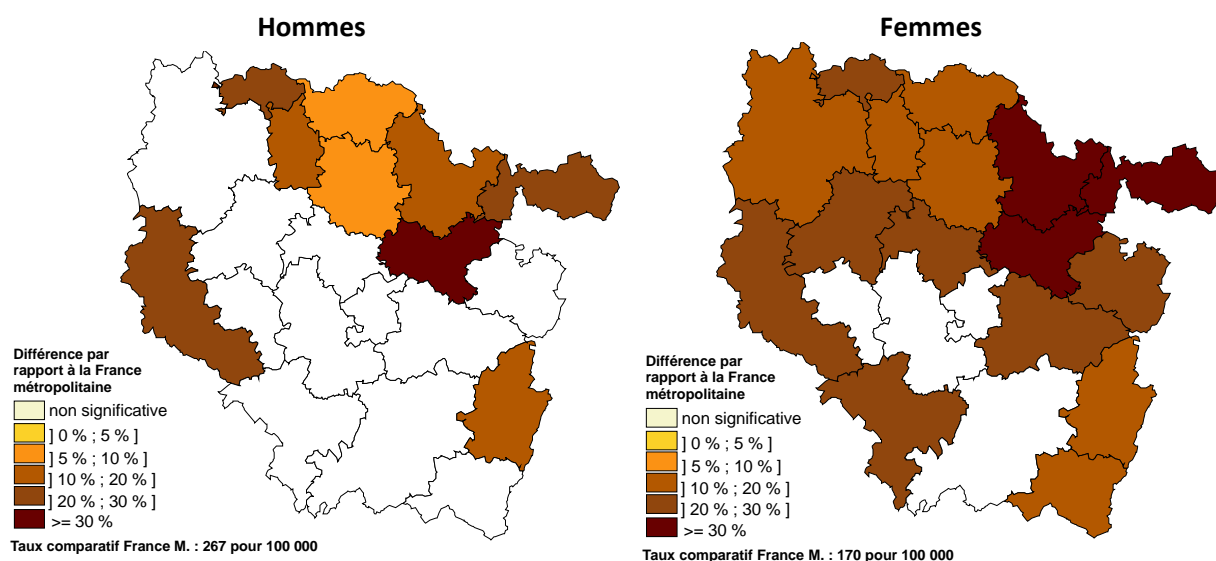 Hommes
Différence par
rapport à la France
métropolitaine
non significative
] 0 % ; 5 % ]
] 5 % ; 10 % ]
] 10 % ; 20 % ]
] 20 % ; 30 % ]
>= 30 %
Taux comparatif France M. : 267 pour 100 000
Femmes
Différence par
rapport à la France
métropolitaine
non significative
] 0 % ; 5 % ]
] 5 % ; 10 % ]
] 10 % ; 20 % ]
] 20 % ; 30 % ]
>= 30 %
Taux comparatif France M. : 170 pour 100 000